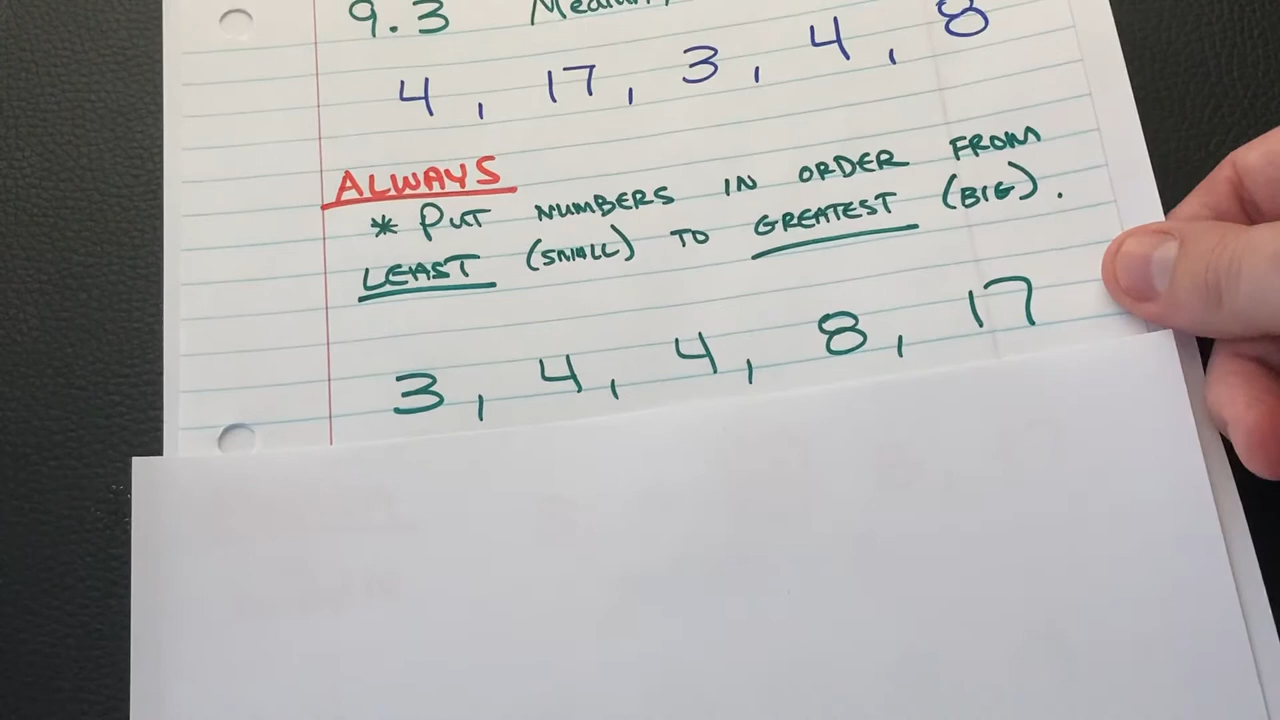 9.3 Median,
4, 17, 3, 4, 8
ALWAYS
* PUT NUMBERS IN ORDER FROM
LEAST (SMALL) TO GREATEST (BIG).
3, 4, 4, 8, 17